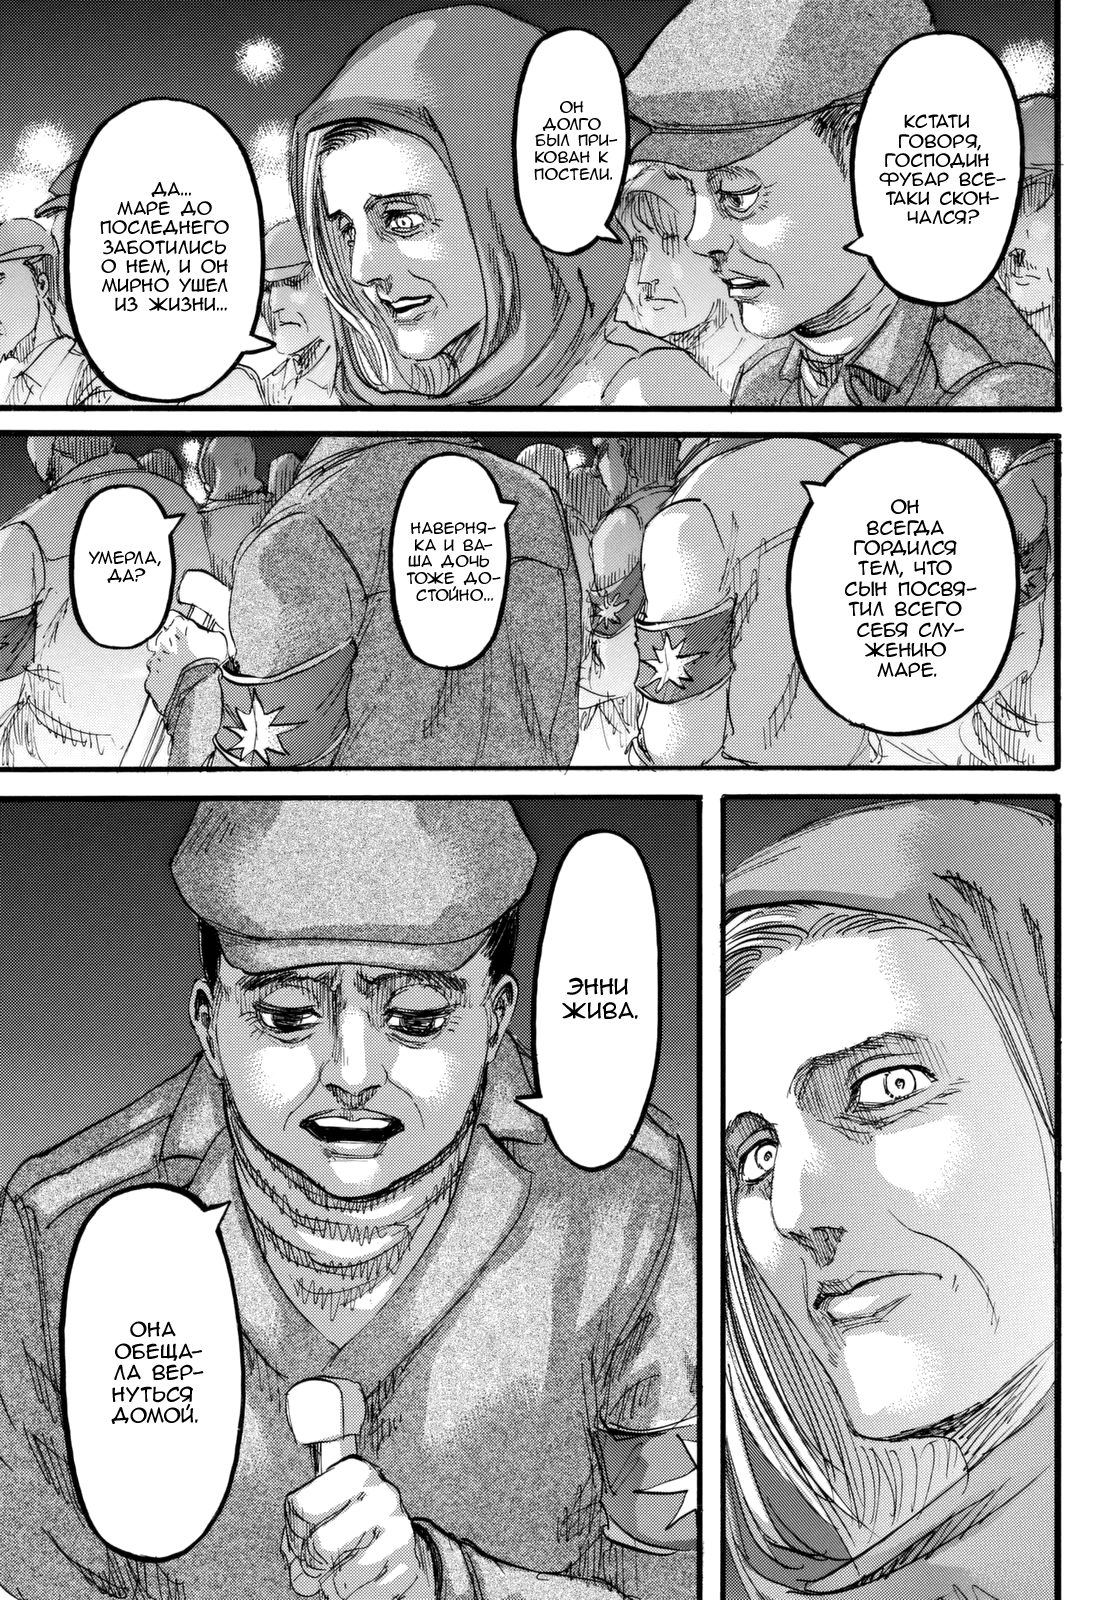 КСТАТИ
ГОВОРЯ,
ГОСПОДИН
ФУБАР ВСЕ-
ТАКИ СКОН-
ЧАЛСЯ?
ОН
ДОЛГО
БЫЛ ПРИ-
КОВАН К
ПОСТЕЛИ.
ДА...
МАРЕ ДО
ПОСЛЕДНЕГО
ЗАБОТИЛИСЬ
О НЕМ, И ОН
МИРНО УШЕЛ
ИЗ ЖИЗНИ...
ОН
ВСЕГДА
ГОРДИЛСЯ
ТЕМ, ЧТО
СЫН ПОСВЯ-
ТИЛ ВСЕГО
СЕБЯ СЛУ-
ЖЕНИЮ
МАРЕ.
НАВЕРНЯ-
КА И ВА-
ША ДОЧЬ
ТОЖЕ ДО-
СТОЙНО...
УМЕРЛА,
ДА?
ЭННИ
ЖИВА.
ОНА
ОБЕЩА-
ЛА ВЕР-
НУТЬСЯ
ДОМОЙ.